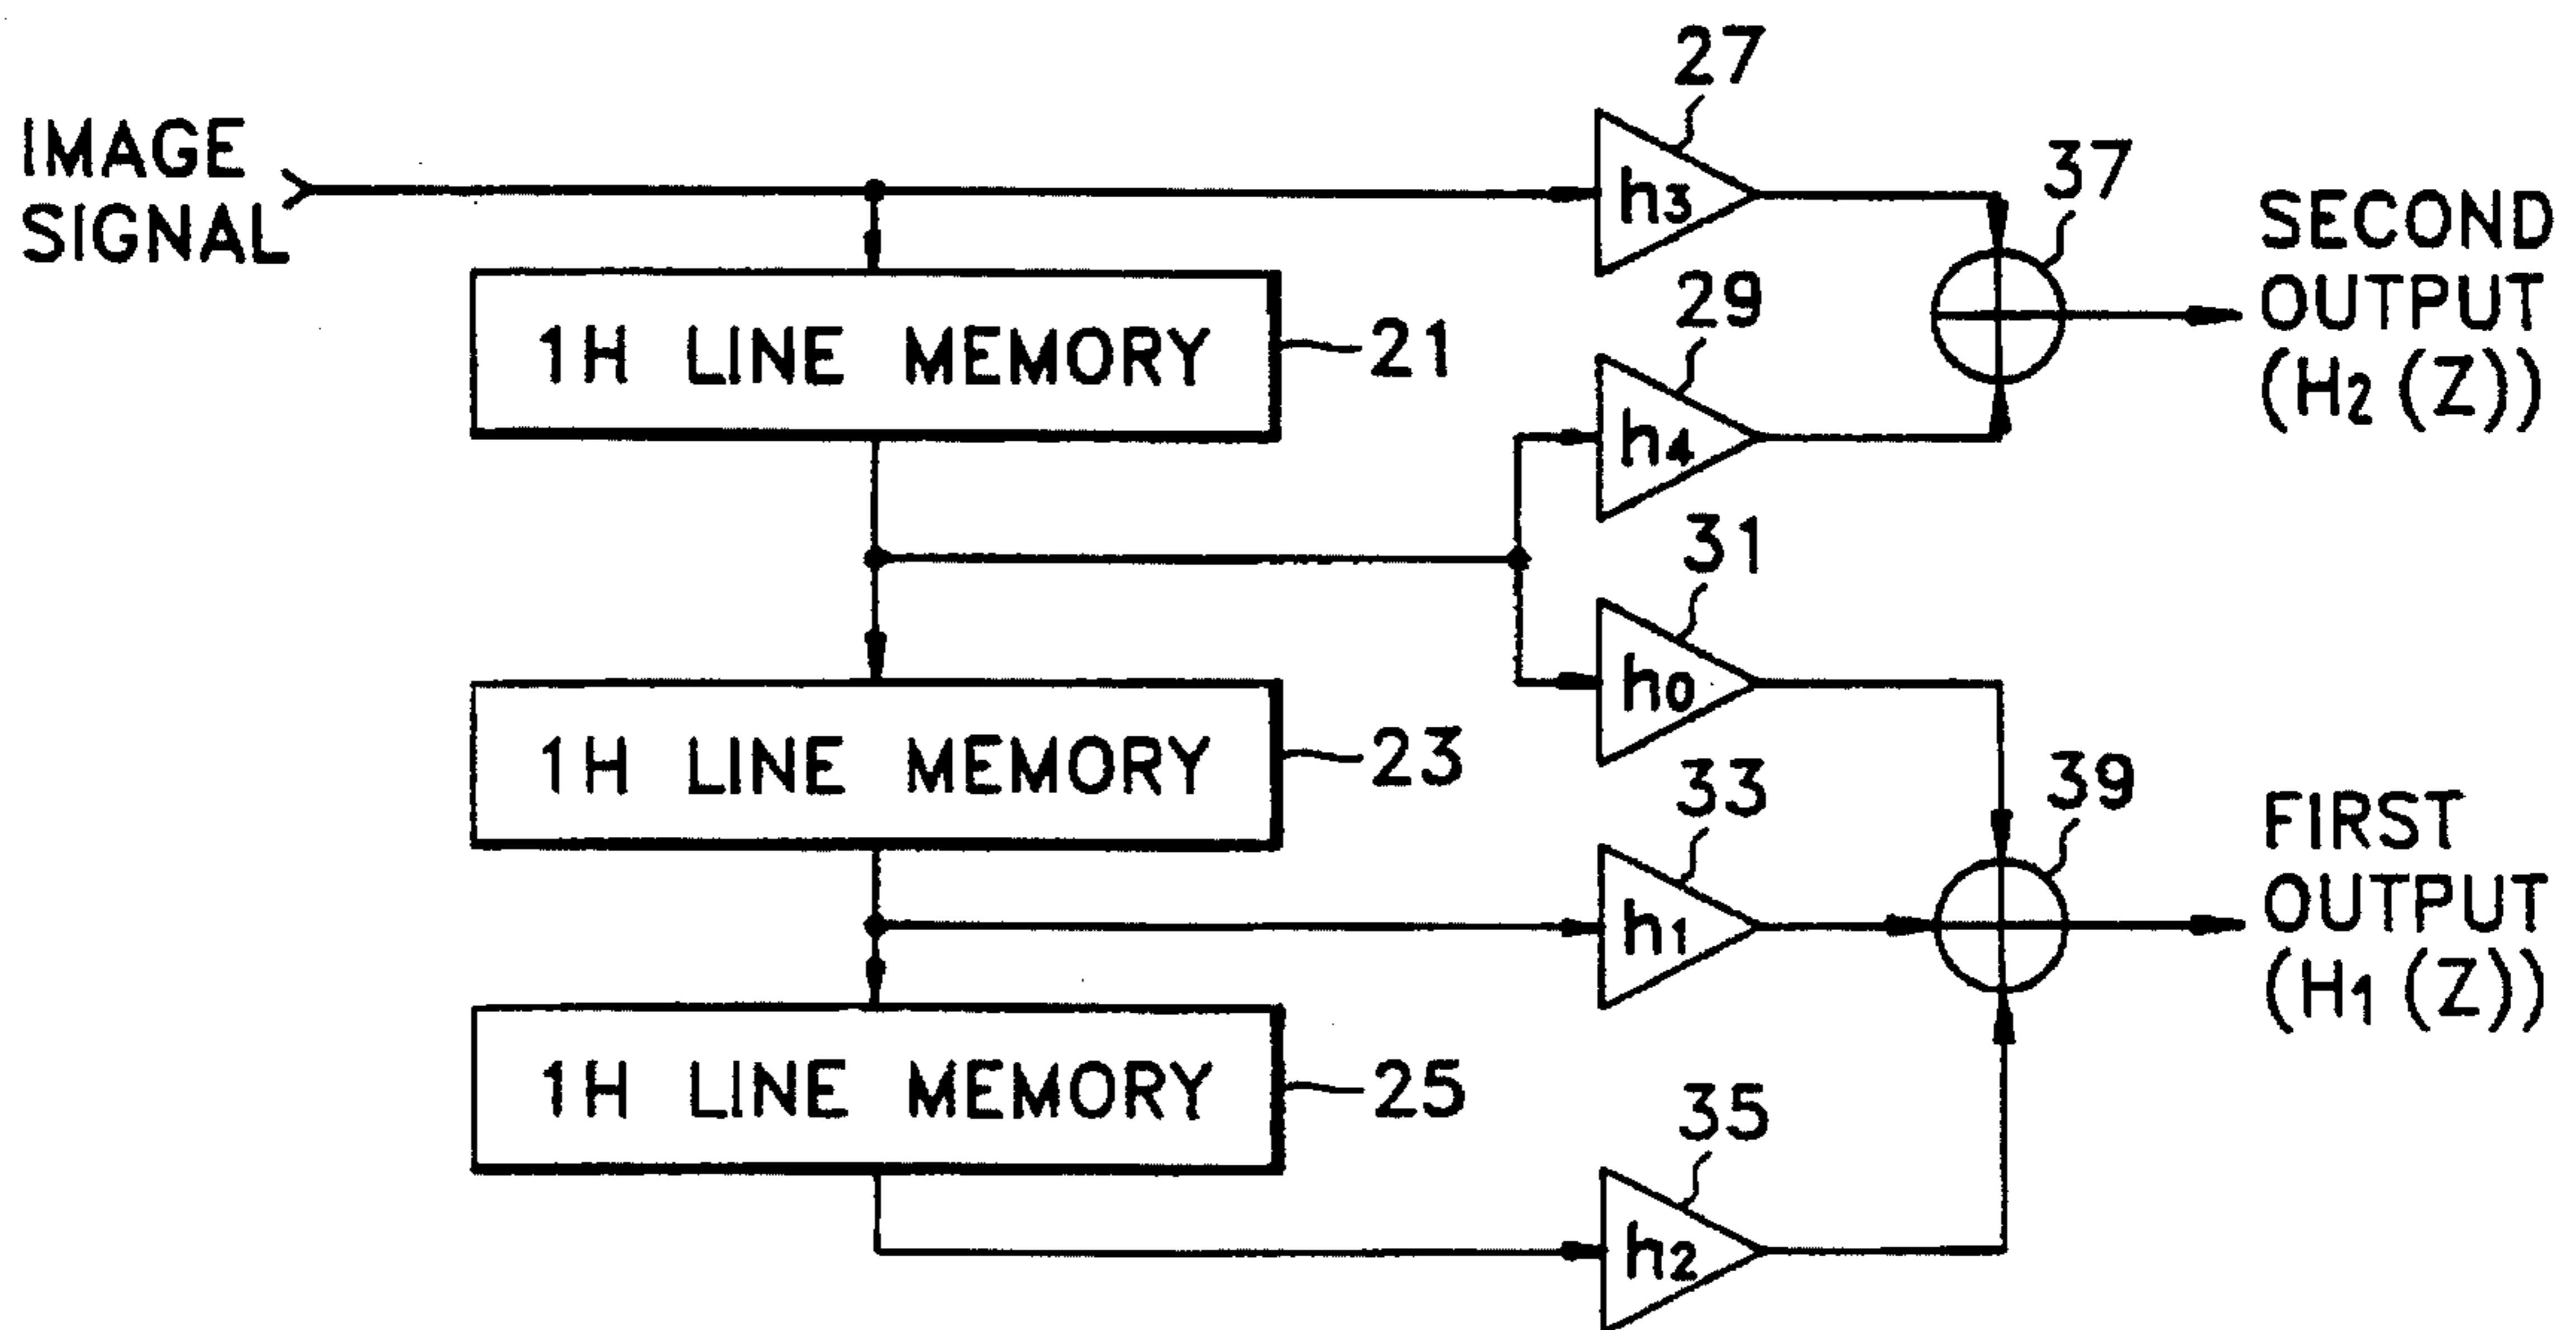 27
IMAGE
SIGNAL
h3
37
SECOND
OUTPUT
(H2 (Z))
1H LINE MEMORY
21
29
h4
31
h0
1H LINE MEMORY
23
33
h1
39
FIRST
OUTPUT
(H1 (Z))
1H LINE MEMORY
25
35
h2